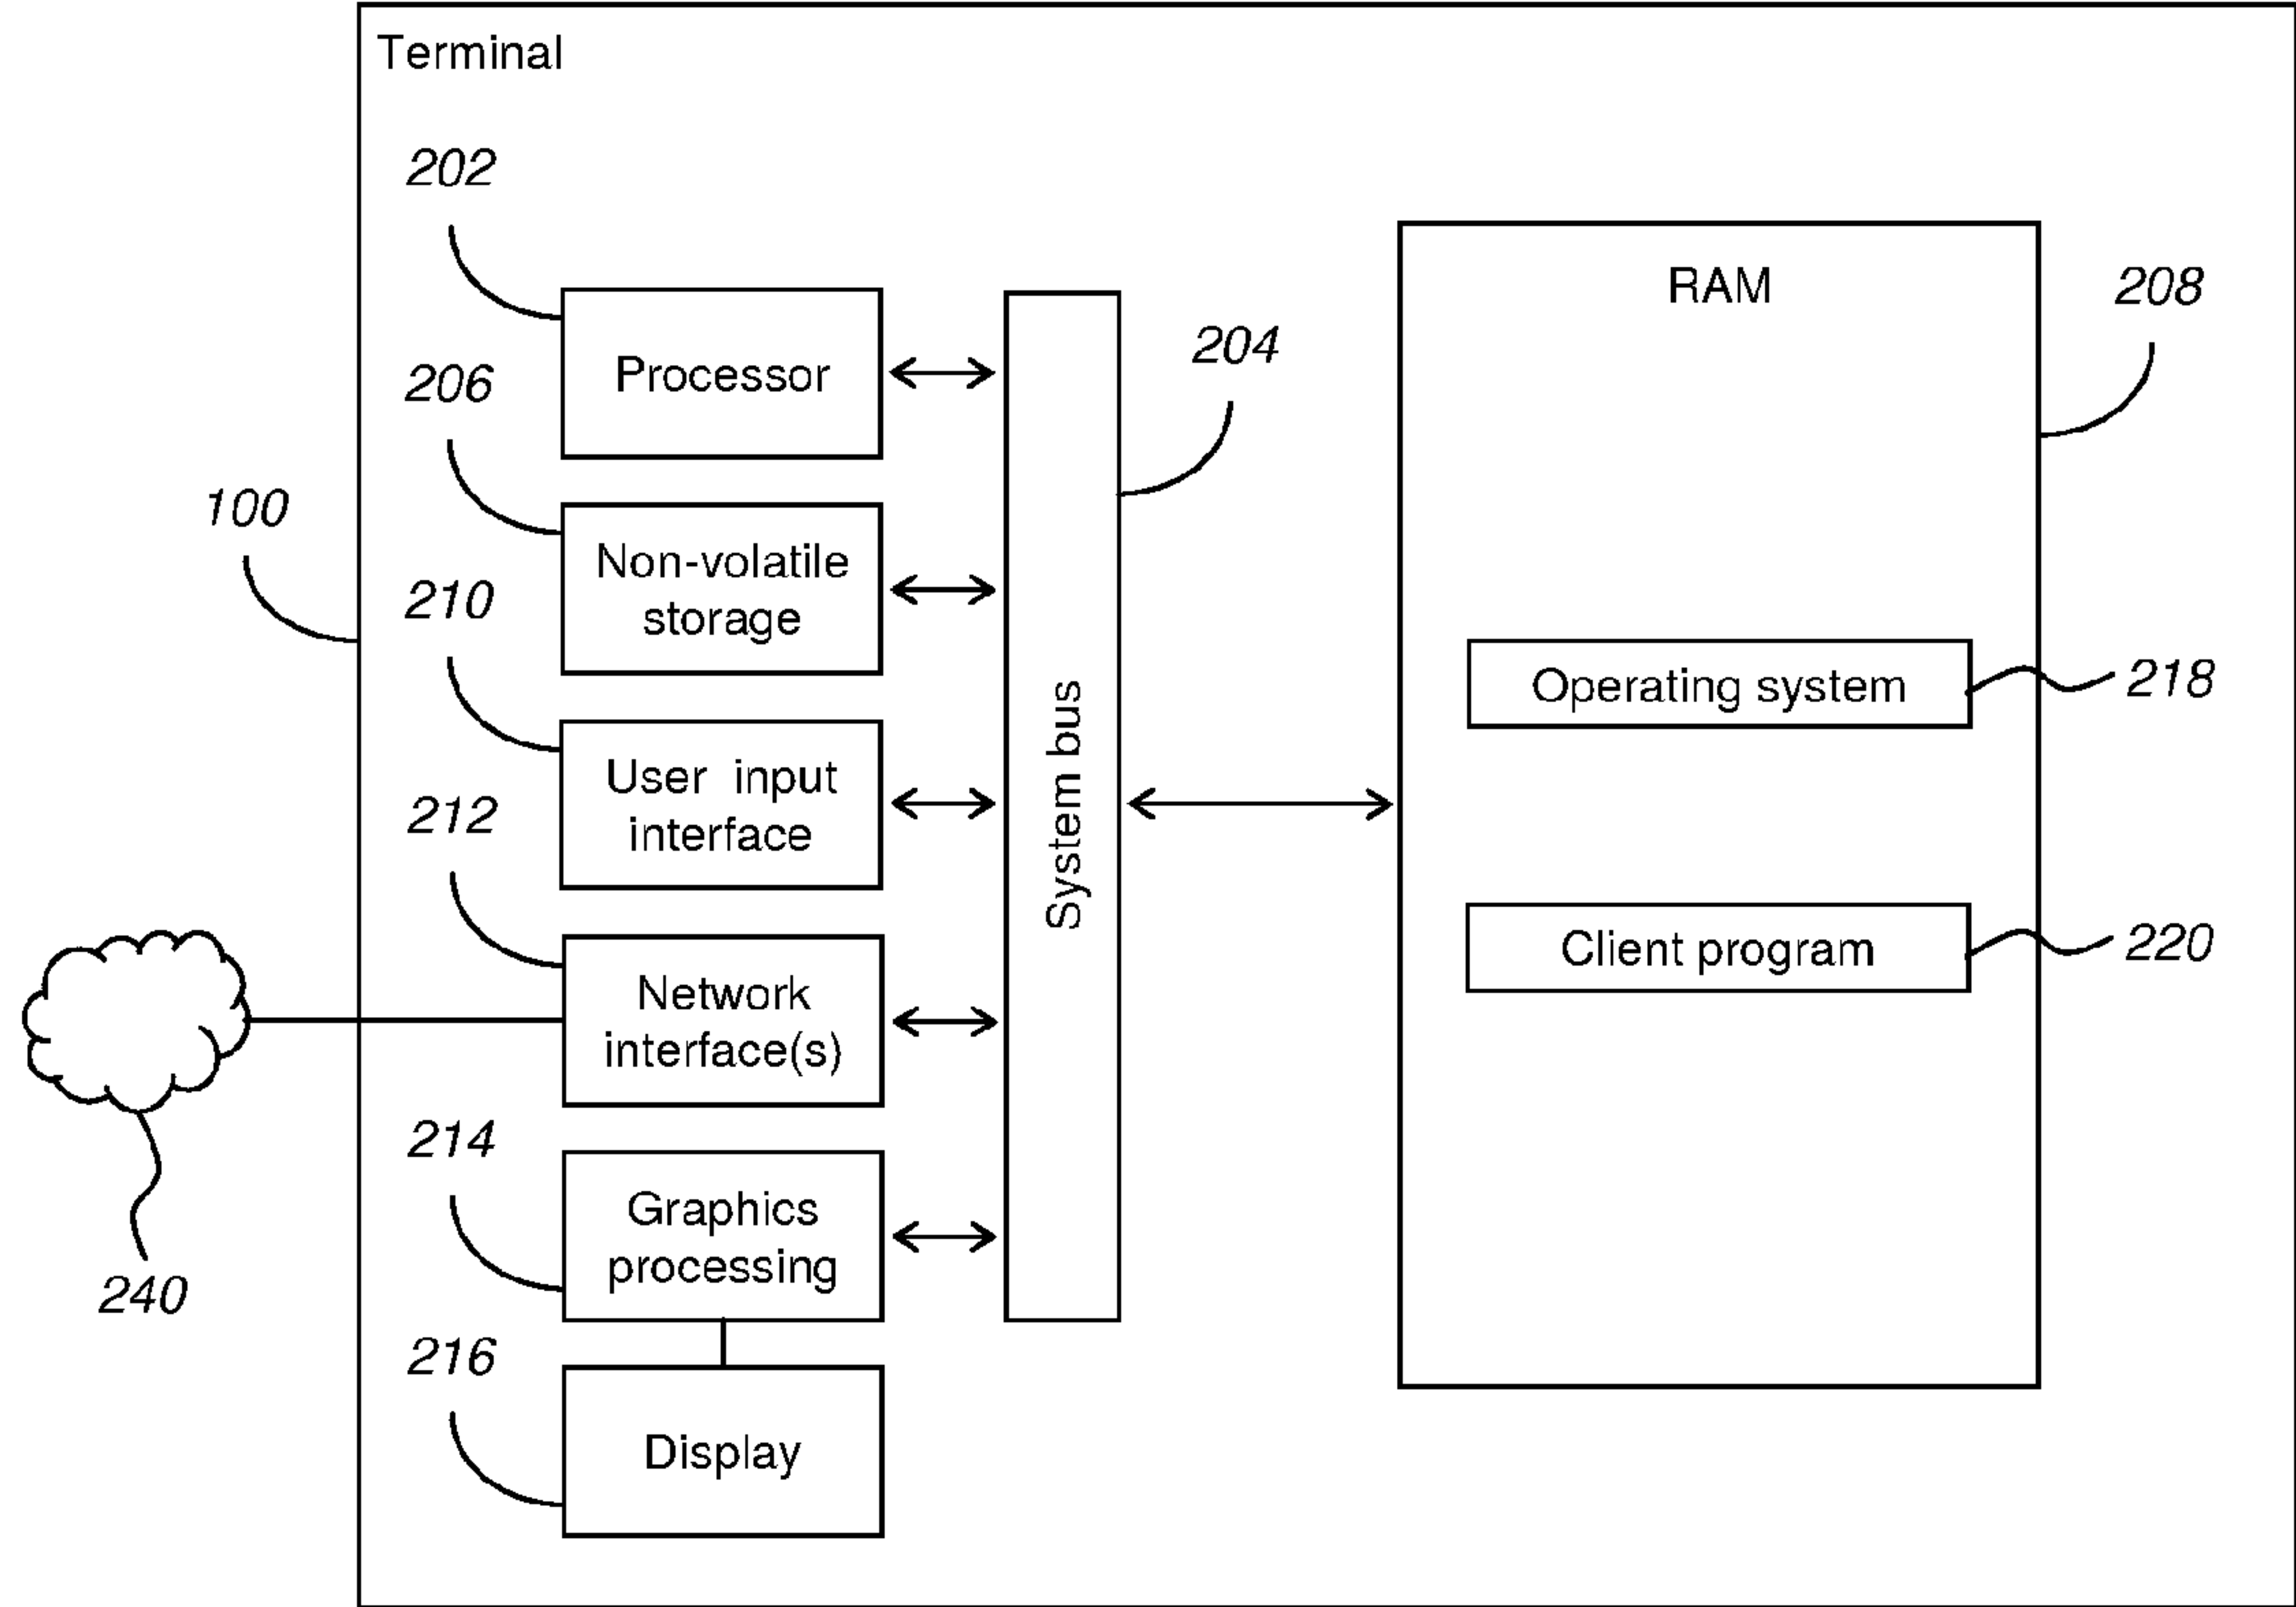 Terminal
202
RAM
208
204
Processor
206
100
Non-volatile
storage
210
Operating system
218
User input
interface
System bus
212
Client program
220
Network
interface(s)
214
Graphics
processing
240
216
Display